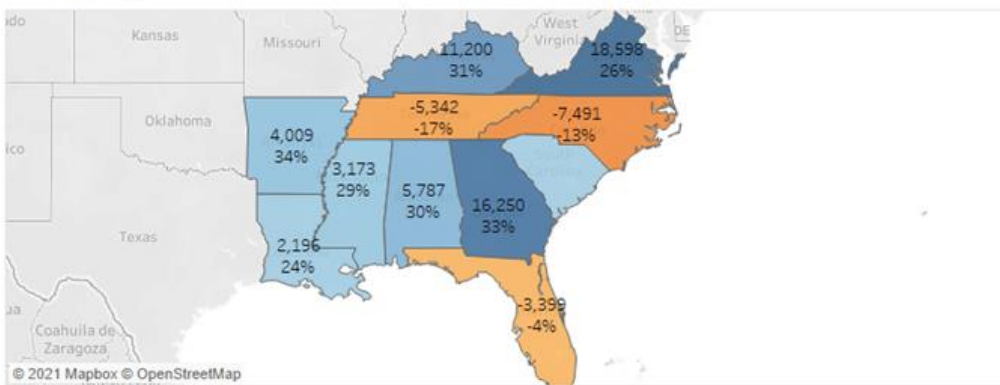 Kansas
Missouri
West
Virginia
DE
11,200
31%
18,598
26%
-5,342
-17%
-7,491
-13%
Oklahoma
4,009
34%
3,173
29%
5,787
30%
16,250
33%
Texas
2,196
24%
-3,399
-4%
Coahuila de
Zaragoza
© 2021 Mapbox © OpenStreetMap